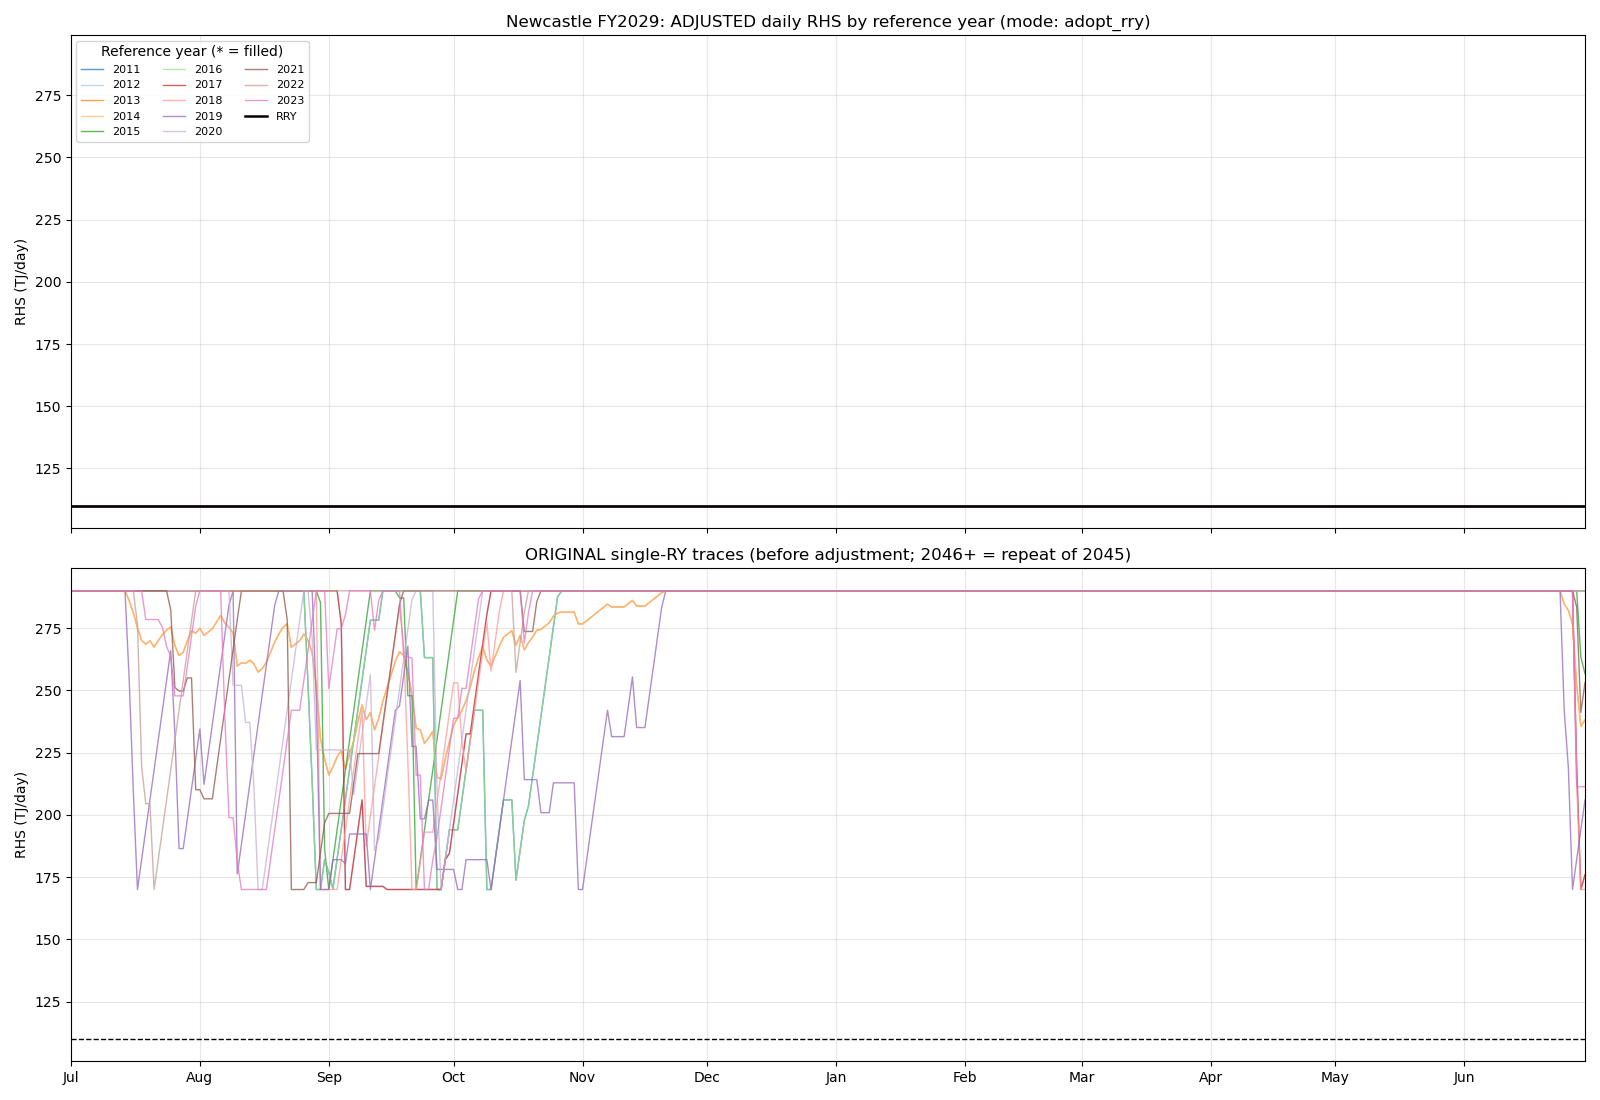 Newcastle FY2029: ADJUSTED daily RHS by reference year (mode: adopt_rry)
Reference year (* = filled)
2011 2016 2021
2012 2017 2022
2013 2018 2023
2014 2019 RRY
2015 2020
RHS (TJ/day)
275
250
225
200
175
150
125
ORIGINAL single-RY traces (before adjustment; 2046+ = repeat of 2045)
RHS (TJ/day)
275
250
225
200
175
150
125
Jul Aug Sep Oct Nov Dec Jan Feb Mar Apr May Jun